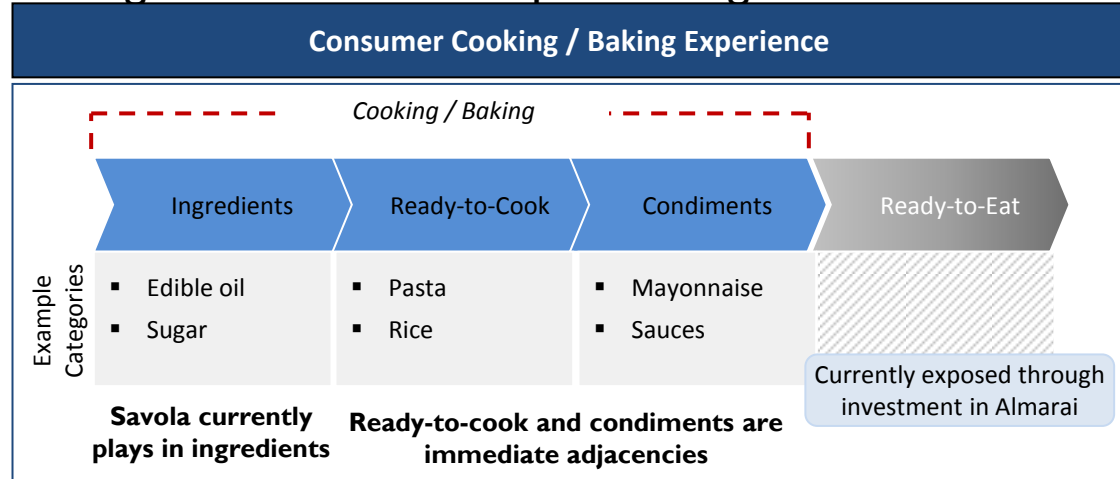 Consumer Cooking / Baking Experience
Cooking / Baking
Ingredients
Ready-to-Cook
Condiments
Ready-to-Eat
Example
Categories
▪ Edible oil
▪ Sugar
▪ Pasta
▪ Rice
▪ Mayonnaise
▪ Sauces
Currently exposed through
investment in Almarai
Savola currently
plays in ingredients
Ready-to-cook and condiments are
immediate adjacencies